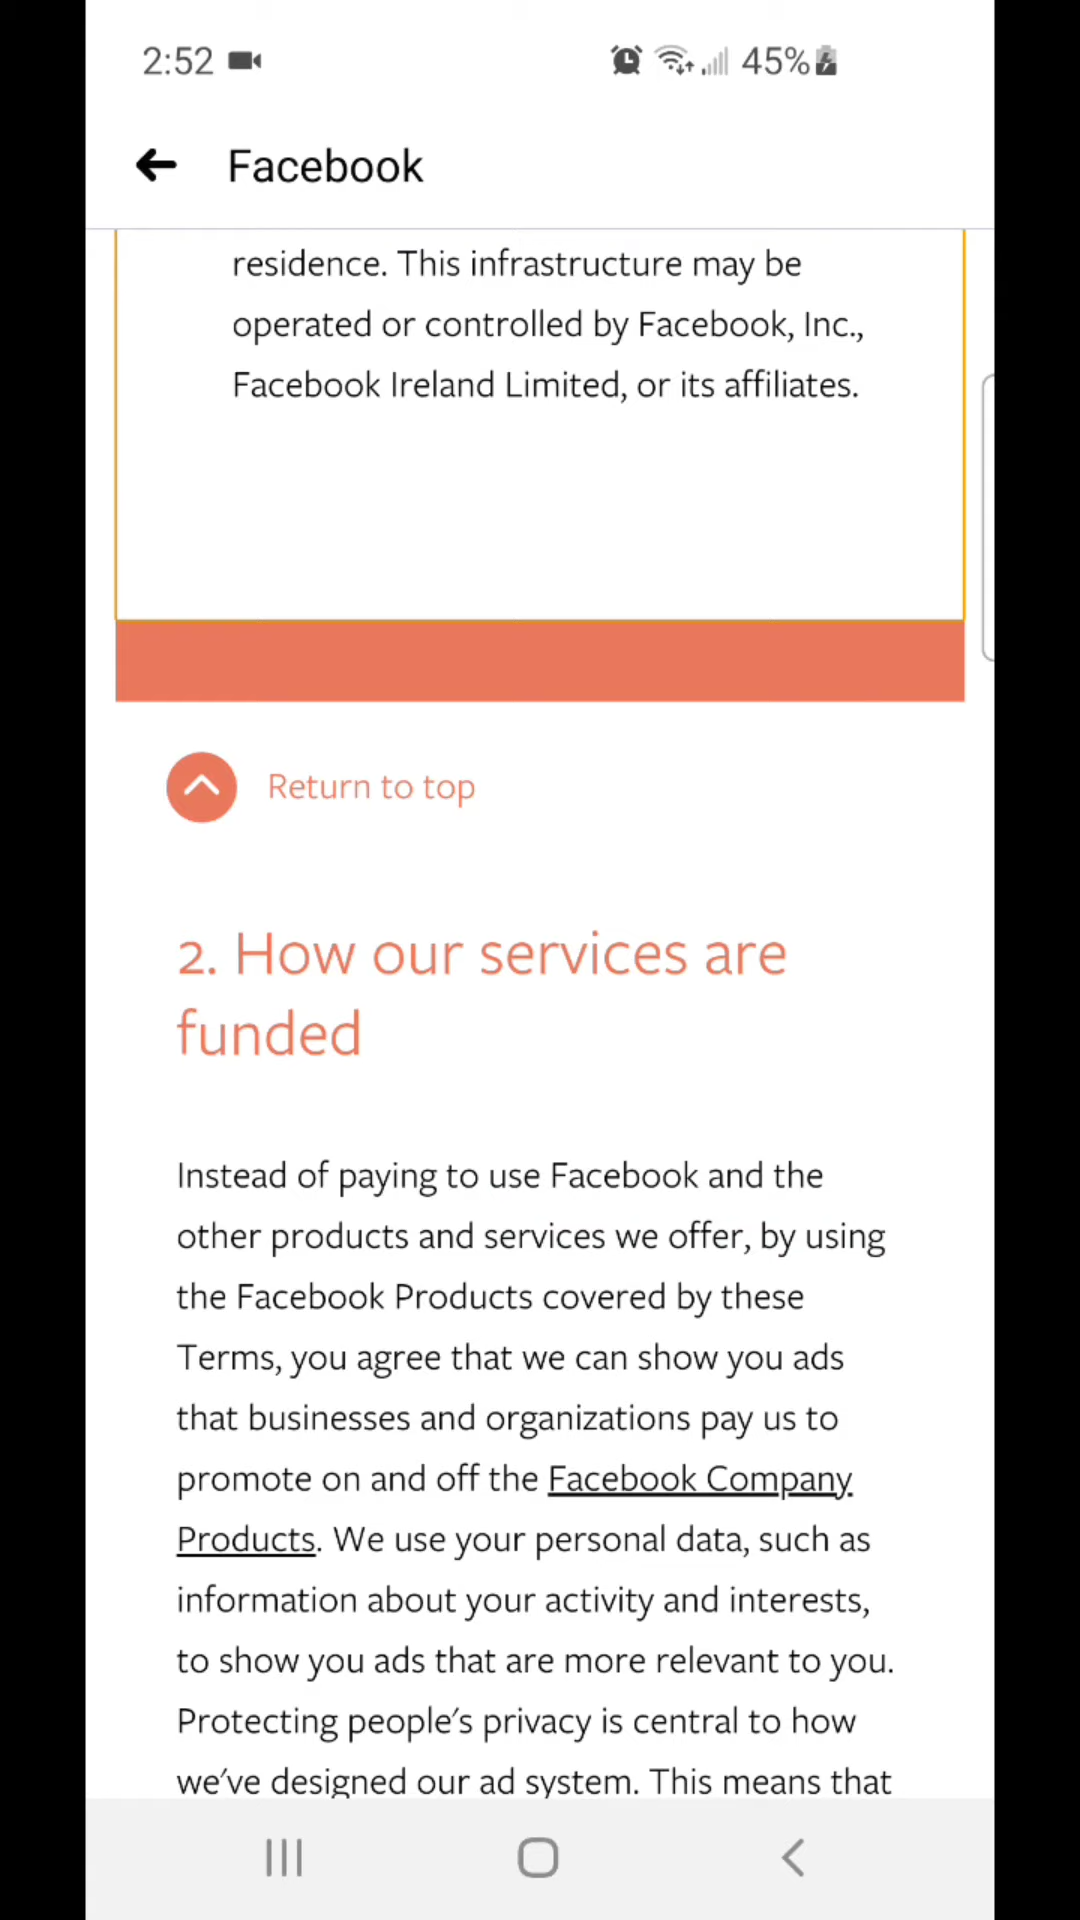 2:52 45%
Facebook
residence. This infrastructure may be
operated or controlled by Facebook, Inc.,
Facebook Ireland Limited, or its affiliates.
Return to top
2. How our services are
funded
Instead of paying to use Facebook and the
other products and services we offer, by using
the Facebook Products covered by these
Terms, you agree that we can show you ads
that businesses and organizations pay us to
promote on and off the Facebook Company
Products. We use your personal data, such as
information about your activity and interests,
to show you ads that are more relevant to you.
Protecting people's privacy is central to how
we've designed our ad system. This means that